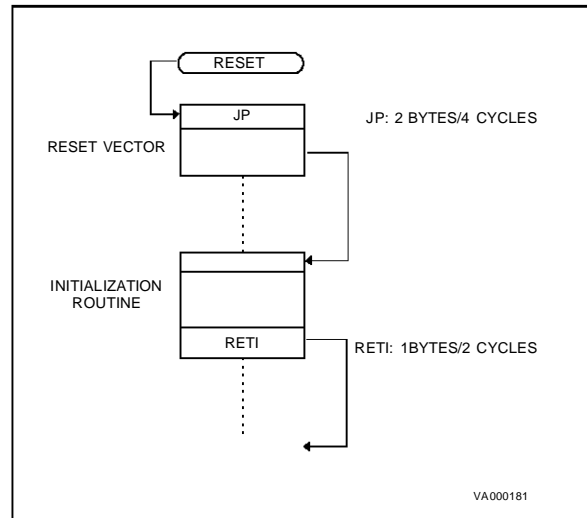 RESET
JP
JP: 2 BYTES/4 CYCLES
RESET VECTOR
INITIALIZATION
ROUTINE
RETI
RETI: 1BYTES/2 CYCLES
VA000181